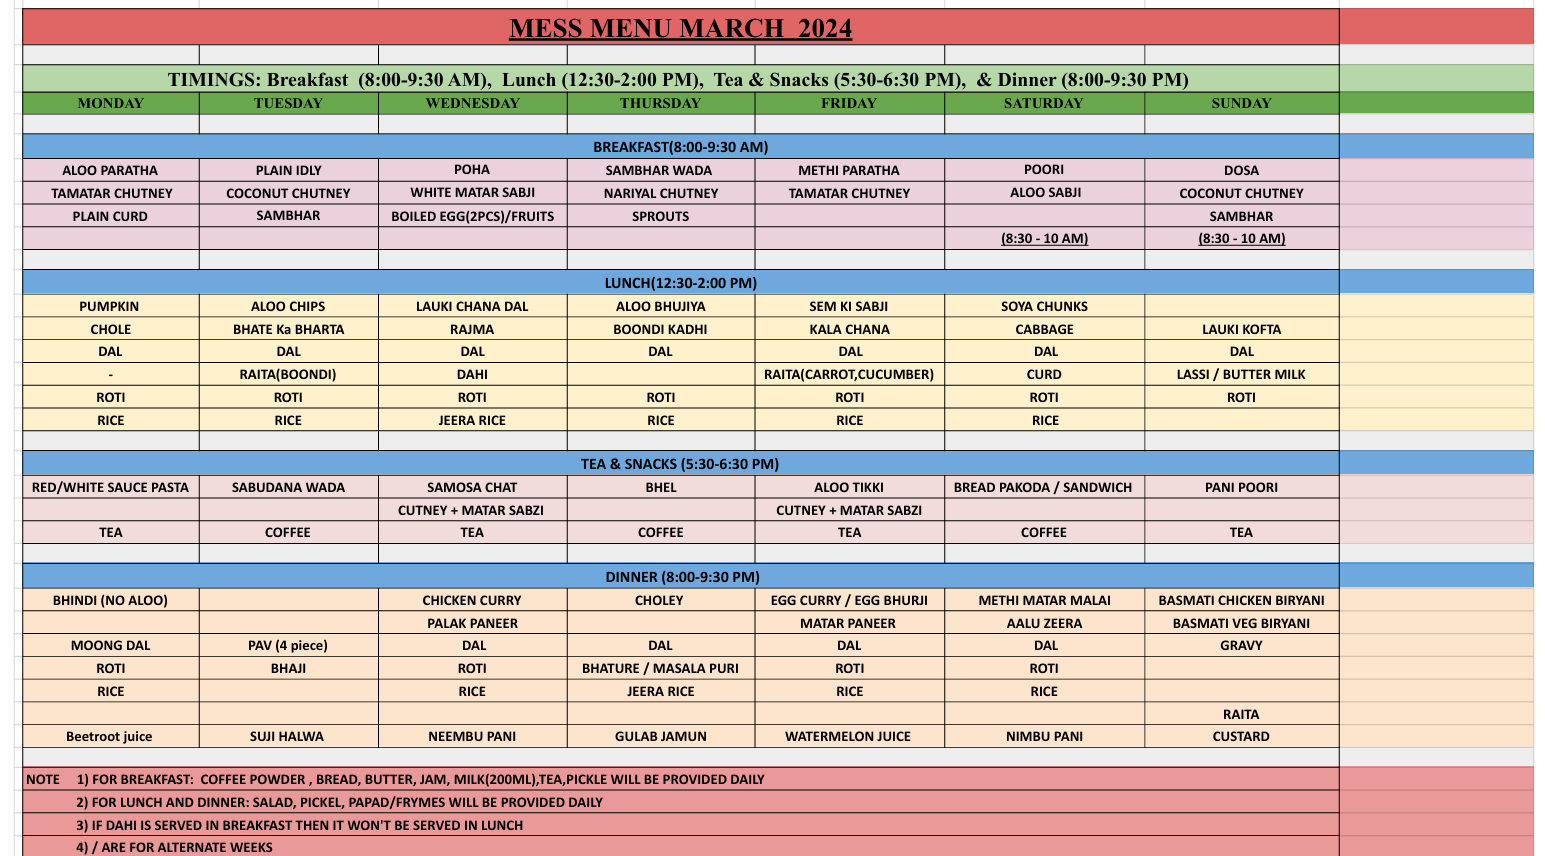 MESS MENU MARCH 2024
TIMINGS: Breakfast (8:00-9:30 AM), Lunch (12:30-2:00 PM), Tea & Snacks (5:30-6:30 PM), & Dinner (8:00-9:30 PM)
MONDAY TUESDAY WEDNESDAY THURSDAY FRIDAY SATURDAY SUNDAY
BREAKFAST(8:00-9:30 AM)
ALOO PARATHA PLAIN IDLY POHA SAMBHAR WADA METHI PARATHA POORI DOSA
TAMATAR CHUTNEY COCONUT CHUTNEY WHITE MATAR SABJI NARIYAL CHUTNEY TAMATAR CHUTNEY ALOO SABJI COCONUT CHUTNEY
PLAIN CURD SAMBHAR BOILED EGG(2PCS)/FRUITS SPROUTS SAMBHAR
(8:30 - 10 AM) (8:30 - 10 AM)
LUNCH(12:30-2:00 PM)
PUMPKIN ALOO CHIPS LAUKI CHANA DAL ALOO BHUJIYA SEM KI SABJI SOYA CHUNKS
CHOLE BHATE Ka BHARTA RAJMA BOONDI KADHI KALA CHANA CABBAGE LAUKI KOFTA
DAL DAL DAL DAL DAL DAL DAL
- RAITA(BOONDI) DAHI RAITA(CARROT,CUCUMBER) CURD LASSI / BUTTER MILK
ROTI ROTI ROTI ROTI ROTI ROTI ROTI
RICE RICE JEERA RICE RICE RICE RICE
TEA & SNACKS (5:30-6:30 PM)
RED/WHITE SAUCE PASTA SABUDANA WADA SAMOSA CHAT BHEL ALOO TIKKI BREAD PAKODA / SANDWICH PANI POORI
CUTNEY + MATAR SABZI CUTNEY + MATAR SABZI
TEA COFFEE TEA COFFEE TEA COFFEE TEA
DINNER (8:00-9:30 PM)
BHINDI (NO ALOO) CHICKEN CURRY CHOLEY EGG CURRY / EGG BHURJI METHI MATAR MALAI BASMATI CHICKEN BIRYANI
PALAK PANEER MATAR PANEER AALU ZEERA BASMATI VEG BIRYANI
MOONG DAL PAV (4 piece) DAL DAL DAL DAL GRAVY
ROTI BHAJI ROTI BHATURE / MASALA PURI ROTI ROTI
RICE RICE JEERA RICE RICE RICE
RAITA
Beetroot juice SUJI HALWA NEEMBU PANI GULAB JAMUN WATERMELON JUICE NIMBU PANI CUSTARD
NOTE 1) FOR BREAKFAST: COFFEE POWDER , BREAD, BUTTER, JAM, MILK(200ML),TEA,PICKLE WILL BE PROVIDED DAILY
2) FOR LUNCH AND DINNER: SALAD, PICKEL, PAPAD/FRYMES WILL BE PROVIDED DAILY
3) IF DAHI IS SERVED IN BREAKFAST THEN IT WON'T BE SERVED IN LUNCH
4) / ARE FOR ALTERNATE WEEKS